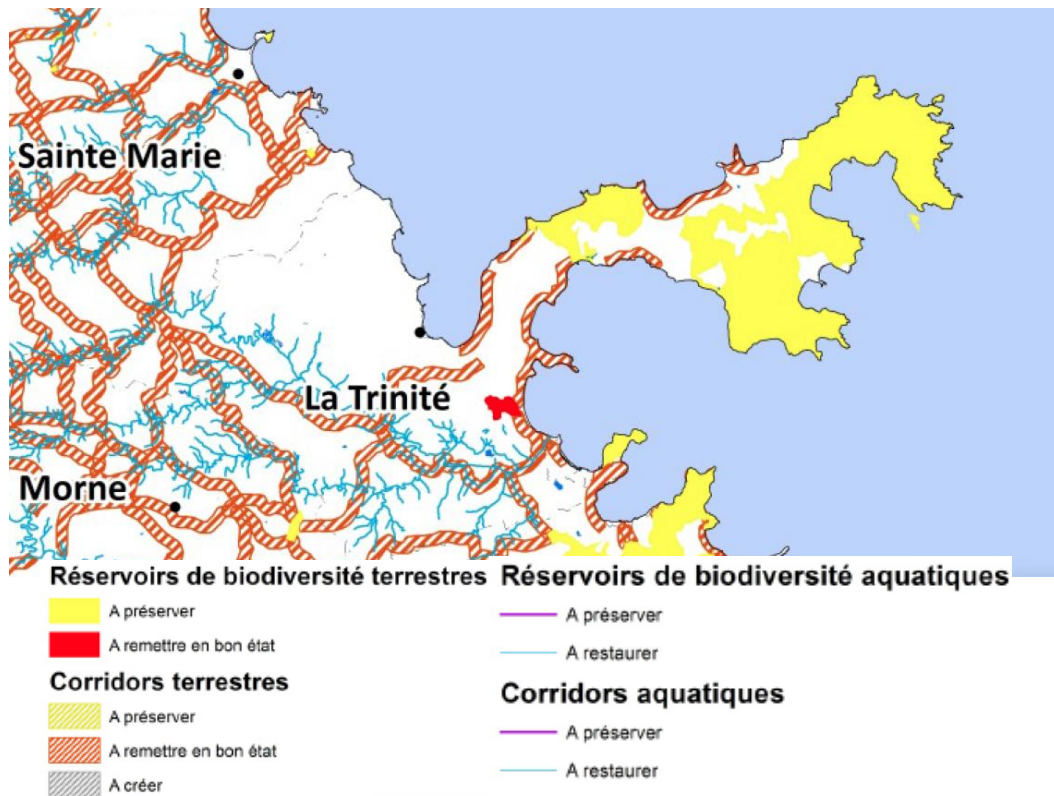 Sainte Marie
La Trinité
Morne
Réservoirs de biodiversité terrestres
A préserver
A remettre en bon état
Corridors terrestres
A préserver
A remettre en bon état
A créer
Réservoirs de biodiversité aquatiques
A préserver
A restaurer
Corridors aquatiques
A préserver
A restaurer